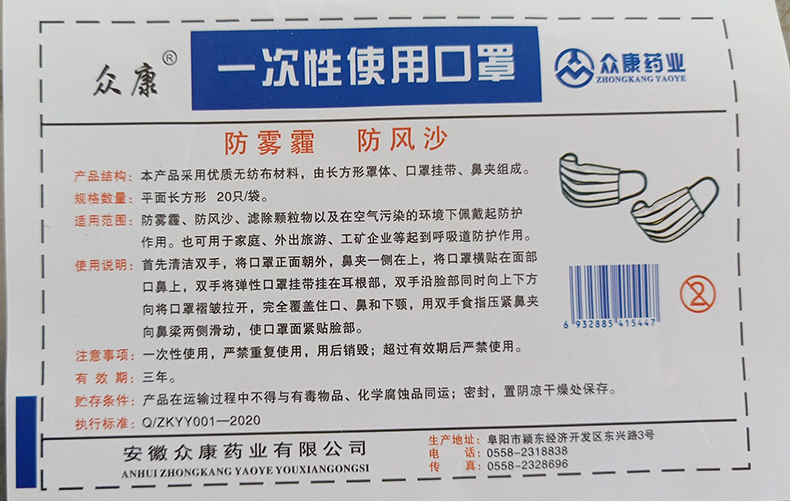 众康®
一次性使用口罩
众康药业
ZHONGKANG YAOYE
防雾霾 防风沙
产品结构: 本产品采用优质无纺布材料，由长方形罩体、口罩挂带、鼻夹组成。
规格数量: 平面长方形 20只/袋。
适用范围: 防雾霾、防风沙、滤除颗粒物以及在空气污染的环境下佩戴起防护
作用。也可用于家庭、外出旅游、工矿企业等起到呼吸道防护作用。
使用说明: 首先清洁双手，将口罩正面朝外，鼻夹一侧在上，将口罩横贴在面部
口鼻上，双手将弹性口罩挂带挂在耳根部，双手沿脸部同时向上下方
向将口罩褶皱拉开，完全覆盖住口、鼻和下颚，用双手食指压紧鼻夹
向鼻梁两侧滑动，使口罩面紧贴脸部。
注意事项: 一次性使用，严禁重复使用，用后销毁；超过有效期后严禁使用。
有 效 期: 三年。
贮存条件: 产品在运输过程中不得与有毒物品、化学腐蚀品同运；密封，置阴凉干燥处保存。
执行标准: Q/ZKYY001—2020
6 932885 415447
2
安徽众康药业有限公司
ANHUI ZHONGKANG YAOYE YOUXIANGONGSI
生产地址: 阜阳市颍东经济开发区东兴路3号
电 话: 0558-2318838
传 真: 0558-2328696